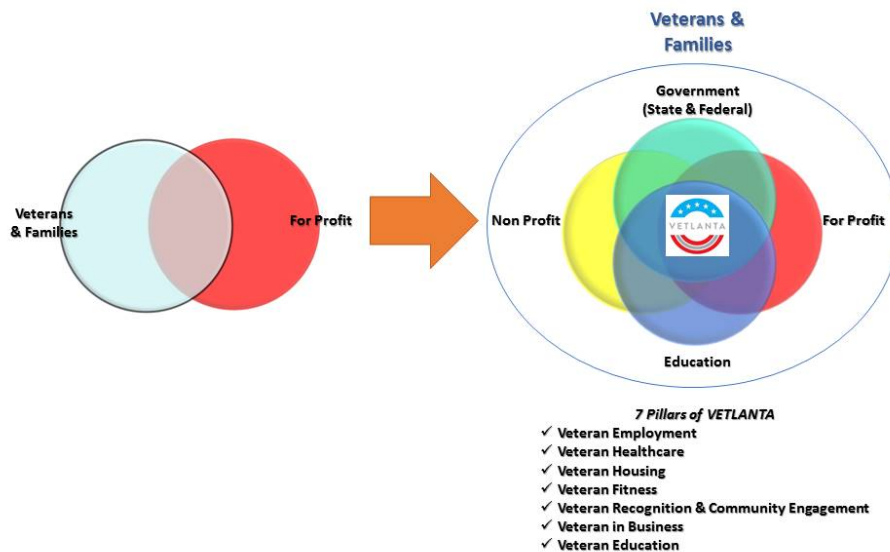 Veterans
& Families
For Profit
Veterans &
Families
Government
(State & Federal)
Non Profit
VETLANTA
For Profit
Education
7 Pillars of VETLANTA
✓ Veteran Employment
✓ Veteran Healthcare
✓ Veteran Housing
✓ Veteran Fitness
✓ Veteran Recognition & Community Engagement
✓ Veteran in Business
✓ Veteran Education